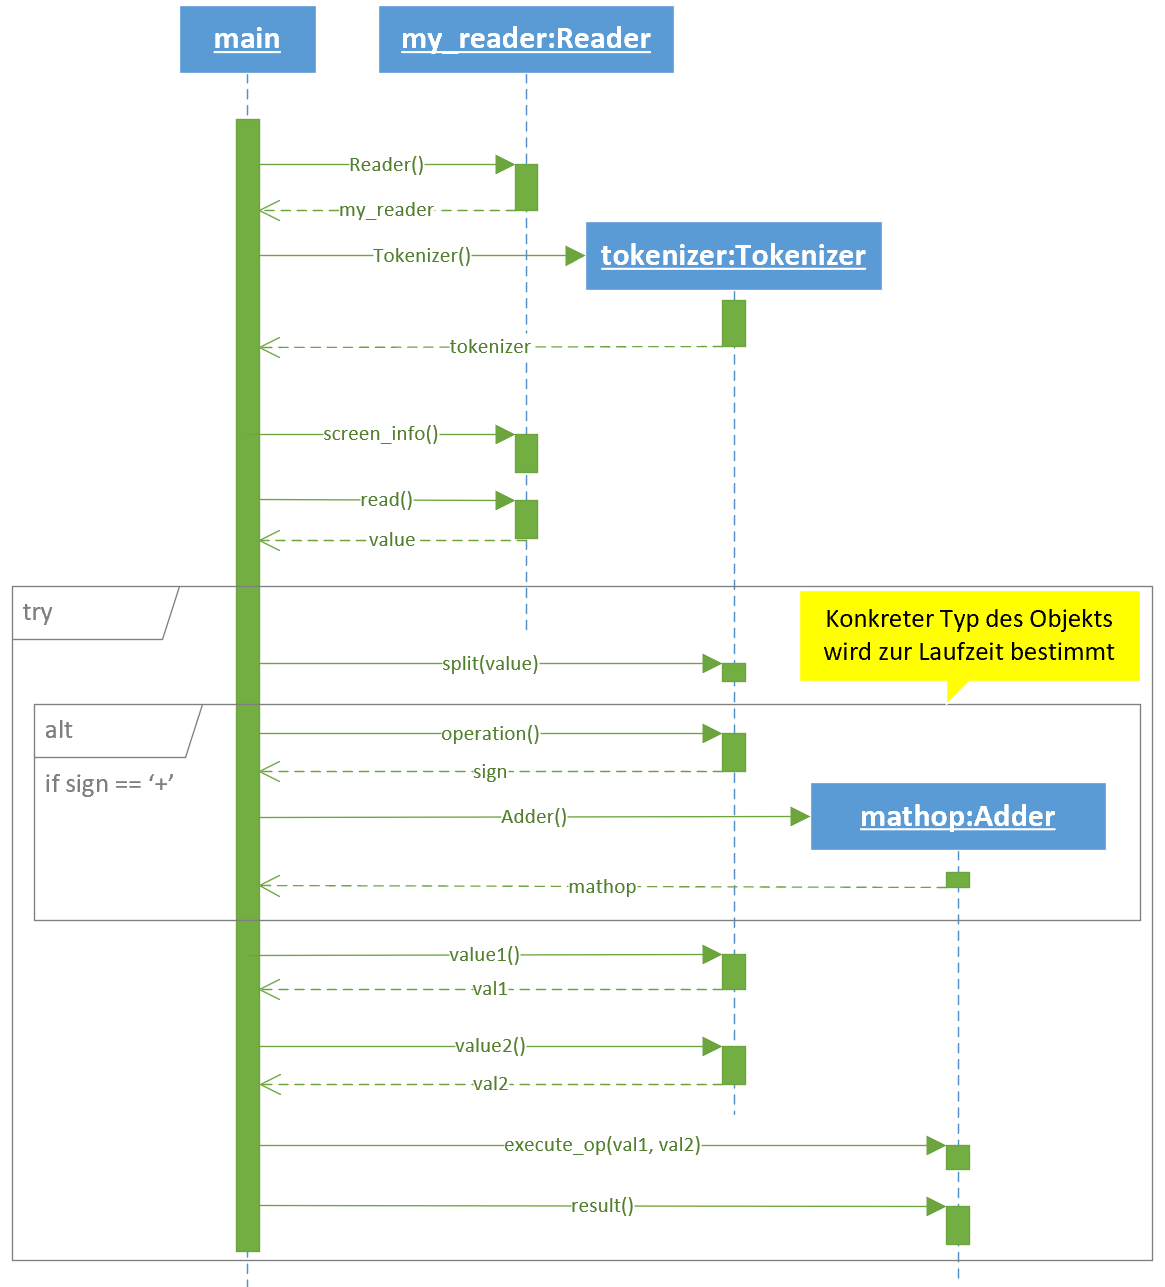 main
my_reader:Reader
Reader()
my_reader
Tokenizer()
tokenizer:Tokenizer
tokenizer
screen_info()
read()
value
try
Konkreter Typ des Objekts
wird zur Laufzeit bestimmt
split(value)
alt
operation()
sign
if sign == ‘+’
Adder()
mathop:Adder
mathop
value1()
val1
value2()
val2
execute_op(val1, val2)
result()